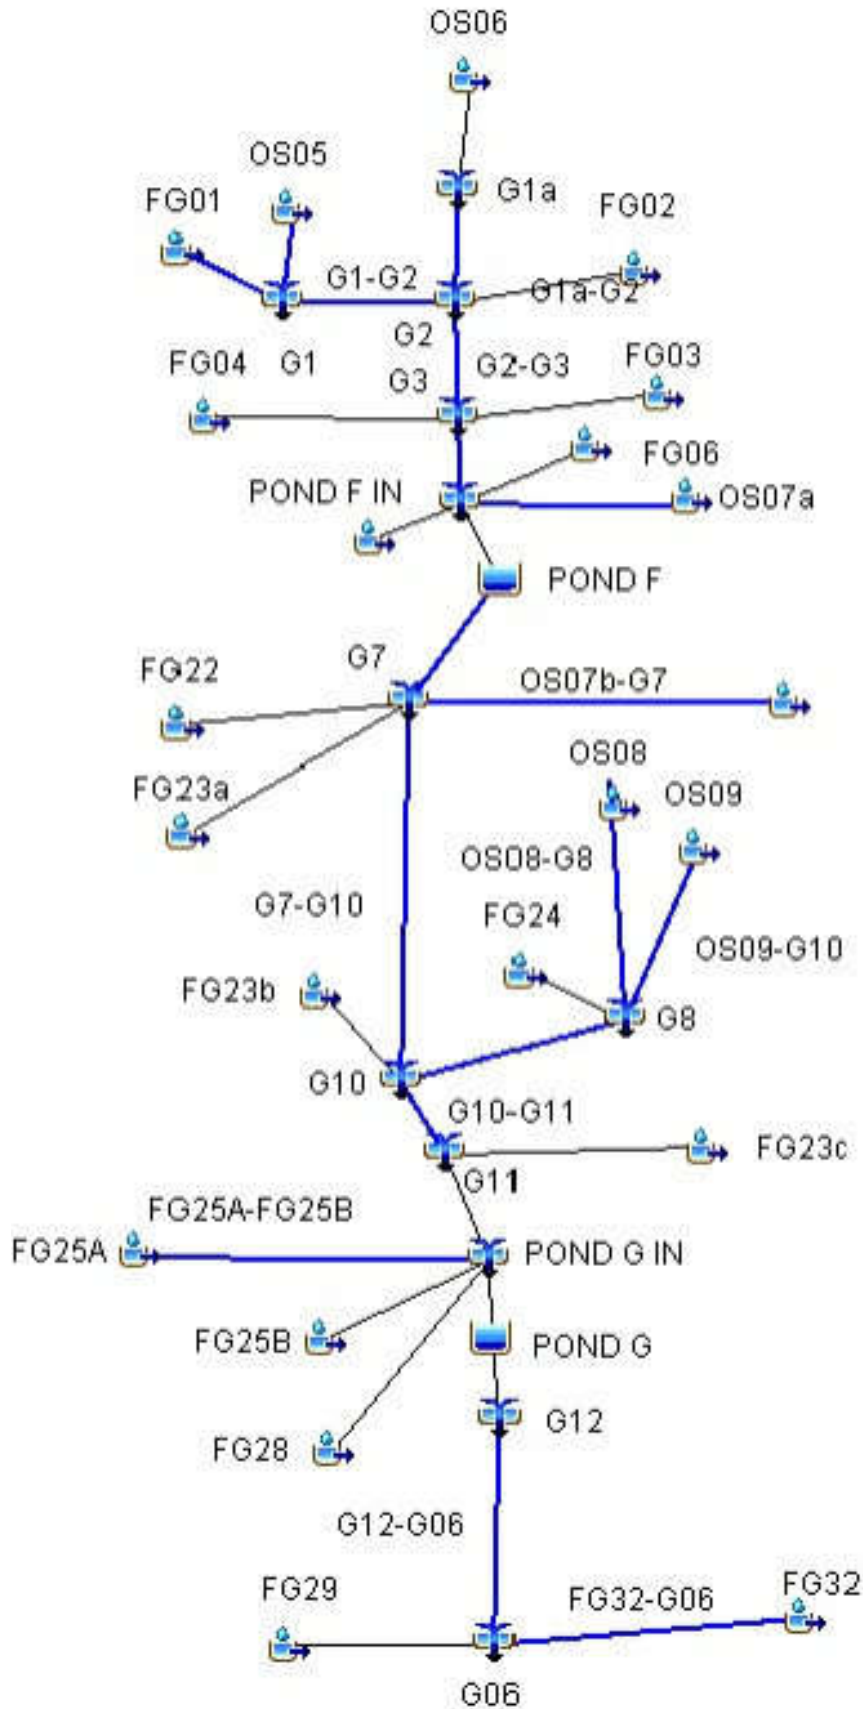 OS06
OS05
FG01
G1a
FG02
G1-G2
G1a-G2
G2
FG04
G1
G3
G2-G3
FG03
POND F IN
FG06
OS07a
POND F
G7
FG22
OS07b-G7
OS08
FG23a
OS09
OS08-G8
G7-G10
FG24
OS09-G10
FG23b
G8
G10
G10-G11
FG23c
G11
FG25A-FG25B
FG25A
POND G IN
FG25B
POND G
G12
FG28
G12-G06
FG29
FG32-G06
FG32
G06